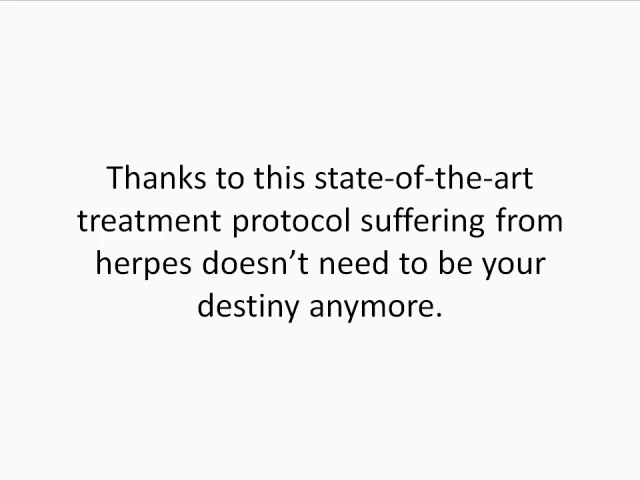 Thanks to this state-of-the-art
treatment protocol suffering from
herpes doesn’t need to be your
destiny anymore.